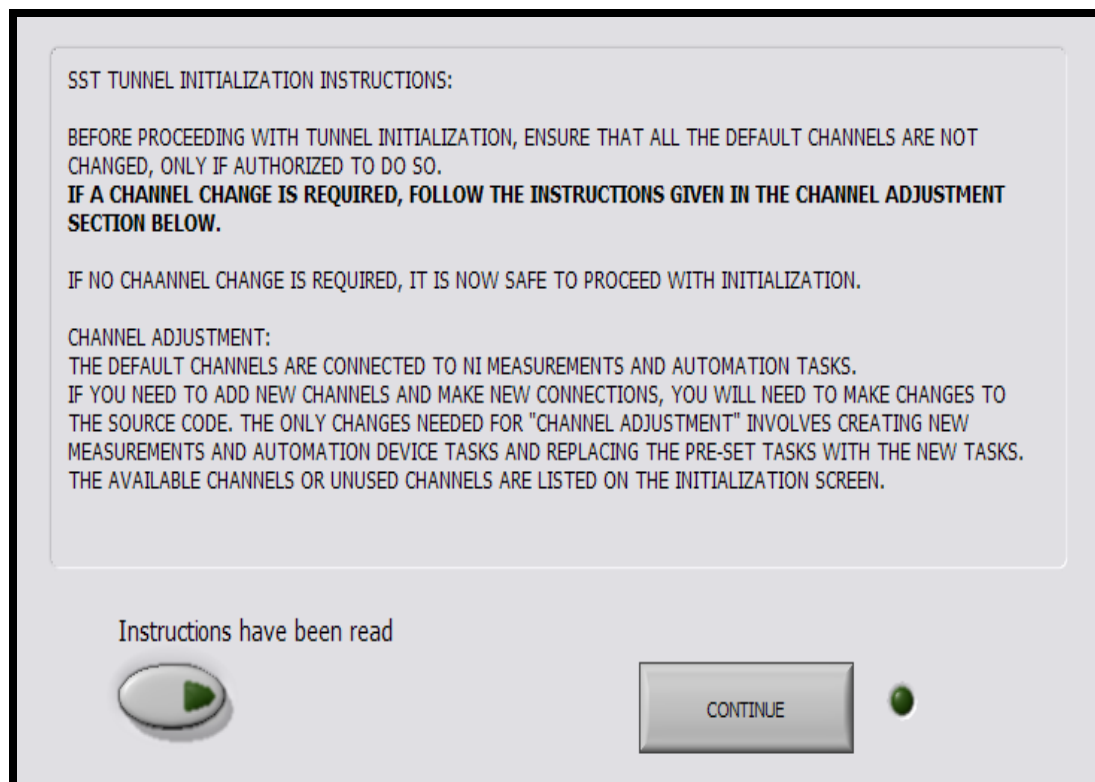 SST TUNNEL INITIALIZATION INSTRUCTIONS:
BEFORE PROCEEDING WITH TUNNEL INITIALIZATION, ENSURE THAT ALL THE DEFAULT CHANNELS ARE NOT
CHANGED, ONLY IF AUTHORIZED TO DO SO.
IF A CHANNEL CHANGE IS REQUIRED, FOLLOW THE INSTRUCTIONS GIVEN IN THE CHANNEL ADJUSTMENT
SECTION BELOW.
IF NO CHAANNEL CHANGE IS REQUIRED, IT IS NOW SAFE TO PROCEED WITH INITIALIZATION.
CHANNEL ADJUSTMENT:
THE DEFAULT CHANNELS ARE CONNECTED TO NI MEASUREMENTS AND AUTOMATION TASKS.
IF YOU NEED TO ADD NEW CHANNELS AND MAKE NEW CONNECTIONS, YOU WILL NEED TO MAKE CHANGES TO
THE SOURCE CODE. THE ONLY CHANGES NEEDED FOR "CHANNEL ADJUSTMENT" INVOLVES CREATING NEW
MEASUREMENTS AND AUTOMATION DEVICE TASKS AND REPLACING THE PRE-SET TASKS WITH THE NEW TASKS.
THE AVAILABLE CHANNELS OR UNUSED CHANNELS ARE LISTED ON THE INITIALIZATION SCREEN.
Instructions have been read
CONTINUE